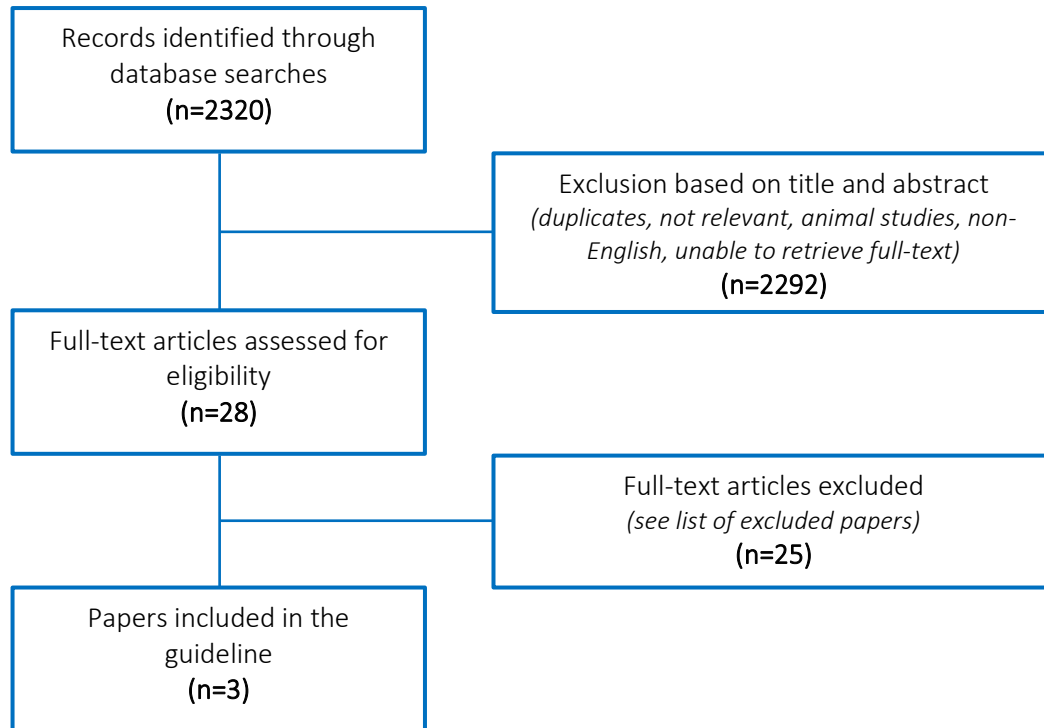 Records identified through
database searches
(n=2320)
Exclusion based on title and abstract
(duplicates, not relevant, animal studies, non-
English, unable to retrieve full-text)
(n=2292)
Full-text articles assessed for
eligibility
(n=28)
Full-text articles excluded
(see list of excluded papers)
(n=25)
Papers included in the
guideline
(n=3)